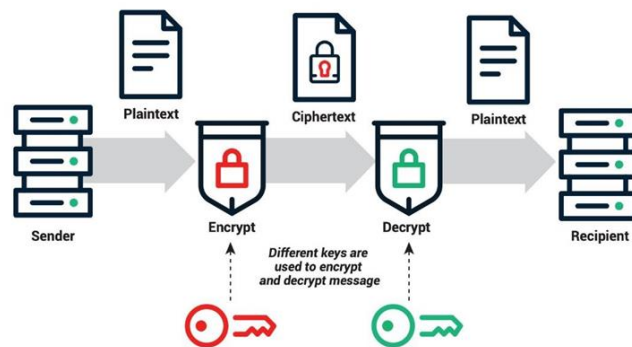 Plaintext
Ciphertext
Plaintext
Sender
Encrypt
Decrypt
Recipient
Different keys are
used to encrypt
and decrypt message